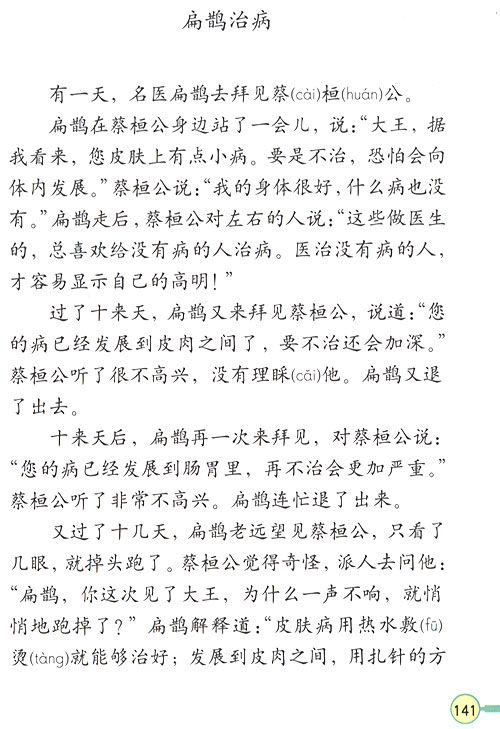 扁鹊治病
有一天，名医扁鹊去拜见蔡(cài)桓(huán)公。
扁鹊在蔡桓公身边站了一会儿，说：“大王，据
我看来，您皮肤上有点小病。要是不治，恐怕会向
体内发展。”蔡桓公说：“我的身体很好，什么病也没
有。”扁鹊走后，蔡桓公对左右的人说：“这些做医生
的，总喜欢给没有病的人治病。医治没有病的人，
才容易显示自己的高明！”
过了十来天，扁鹊又来拜见蔡桓公，说道：“您
的病已经发展到皮肉之间了，要不治还会加深。”
蔡桓公听了很不高兴，没有理睬(cǎi)他。扁鹊又退
了出去。
十来天后，扁鹊再一次来拜见，对蔡桓公说：
“您的病已经发展到肠胃里，再不治会更加严重。”
蔡桓公听了非常不高兴。扁鹊连忙退了出来。
又过了十几天，扁鹊老远望见蔡桓公，只看了
几眼，就掉头跑了。蔡桓公觉得奇怪，派人去问他：
“扁鹊，你这次见了大王，为什么一声不响，就悄
悄地跑掉了？”扁鹊解释道：“皮肤病用热水敷(fū)
烫(tàng)就能够治好；发展到皮肉之间，用扎针的方
141